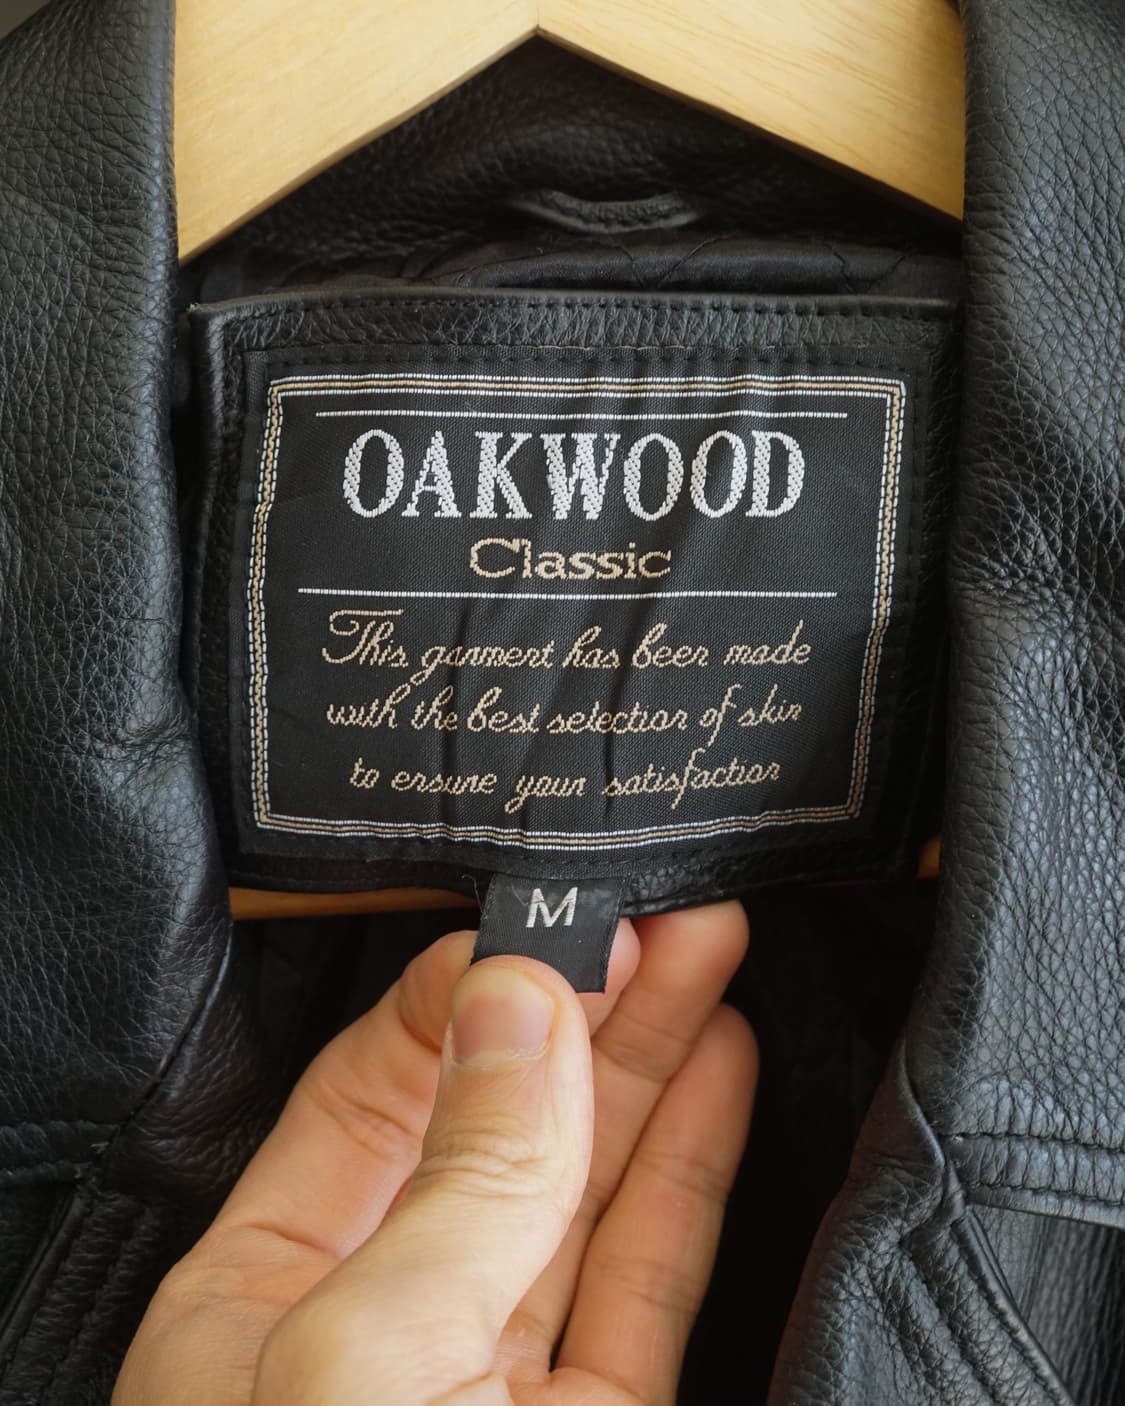 OAKWOOD
Classic
This garment has been made
with the best selection of skin
to ensure your satisfaction
M